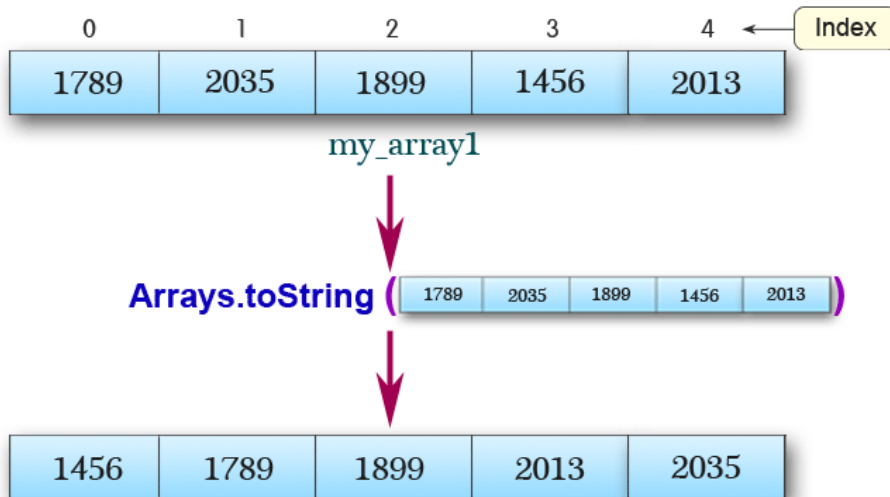 0 1 2 3 4 Index
1789 2035 1899 1456 2013
my_array1
Arrays.toString ( 1789 2035 1899 1456 2013 )
1456 1789 1899 2013 2035